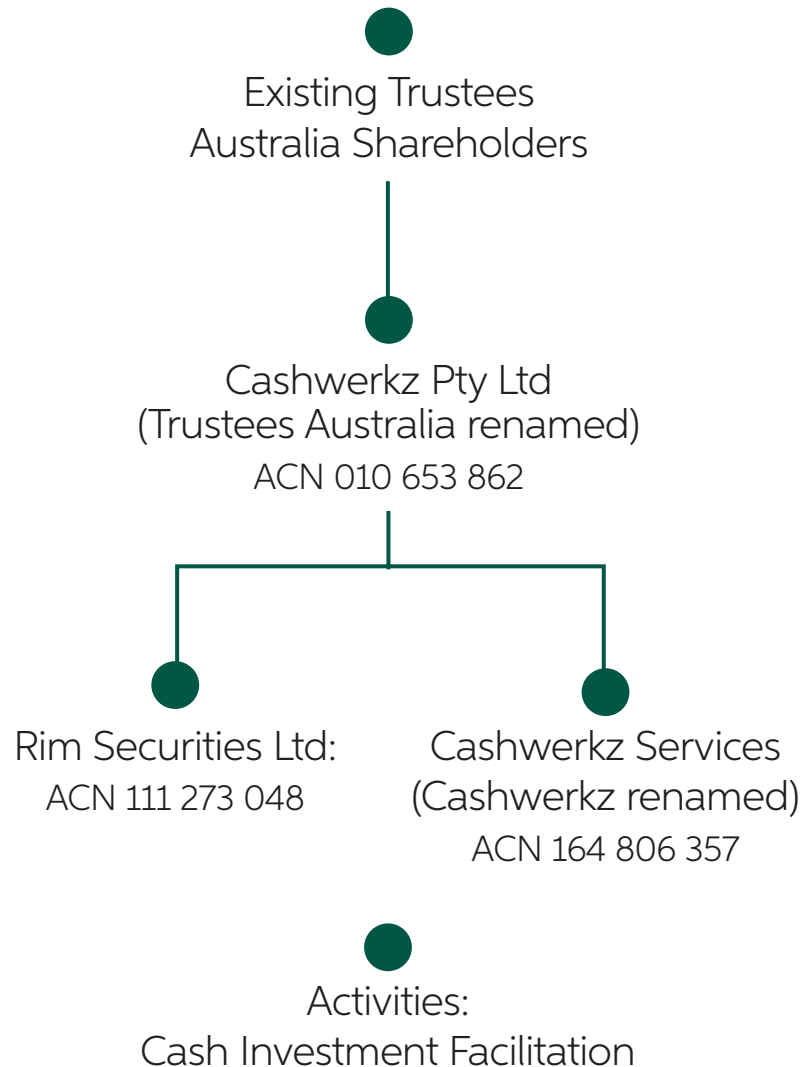 Existing Trustees
Australia Shareholders
Cashwerkz Pty Ltd
(Trustees Australia renamed)
ACN 010 653 862
Rim Securities Ltd:
ACN 111 273 048
Cashwerkz Services
(Cashwerkz renamed)
ACN 164 806 357
Activities:
Cash Investment Facilitation